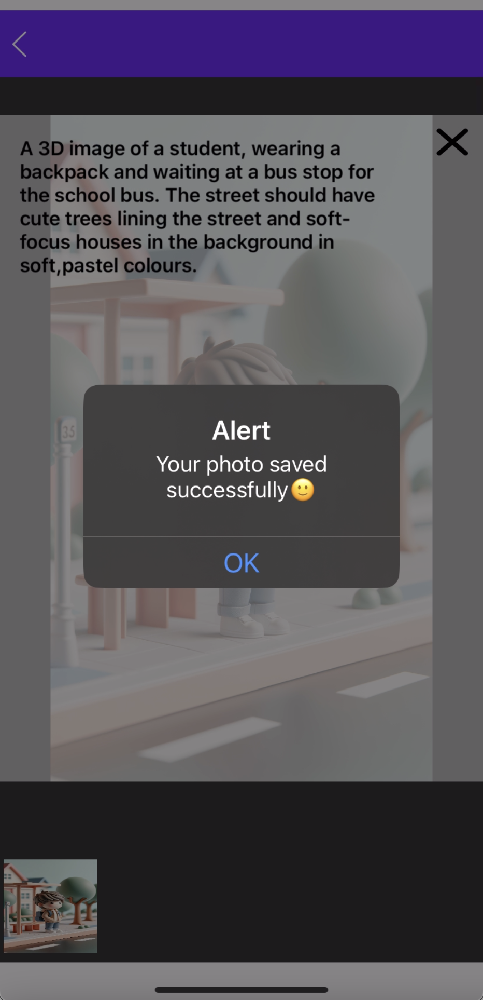 A 3D image of a student, wearing a
backpack and waiting at a bus stop for
the school bus. The street should have
cute trees lining the street and soft-
focus houses in the background in
soft,pastel colours.
35
Alert
Your photo saved
successfully🙂
OK